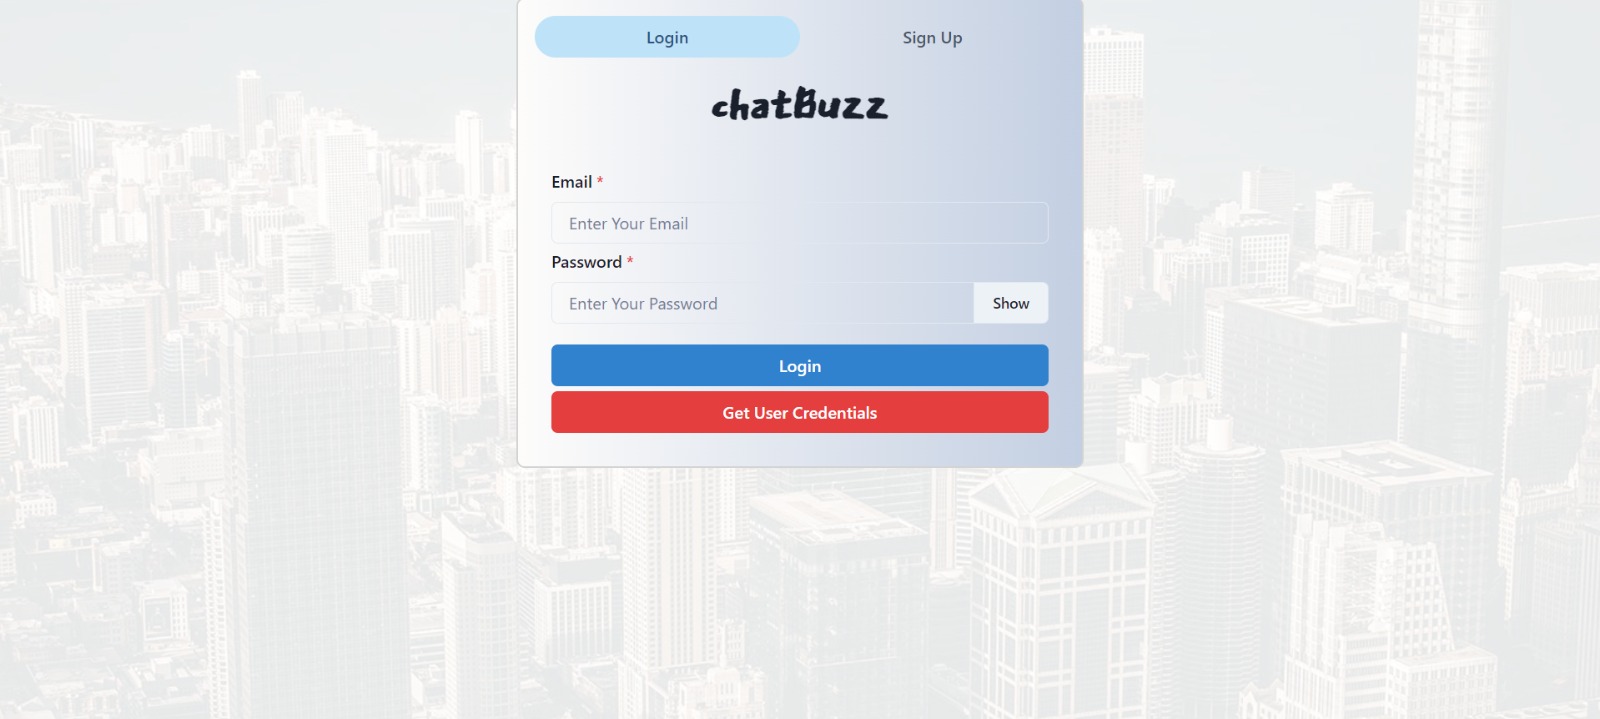 Login Sign Up
chatBuzz
Email *
Enter Your Email
Password *
Enter Your Password Show
Login
Get User Credentials